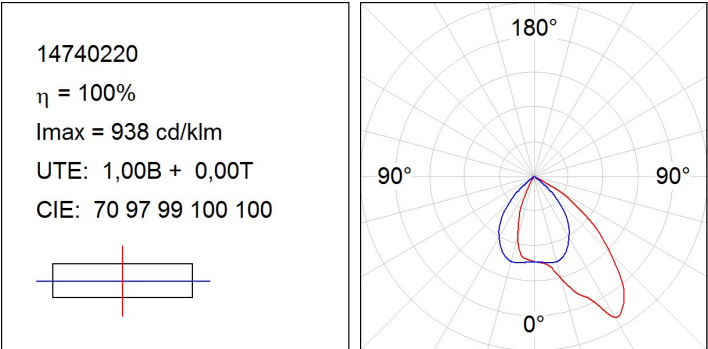 14740220
η = 100%
Imax = 938 cd/klm
UTE: 1,00B + 0,00T
CIE: 70 97 99 100 100
180°
90° 90°
0°